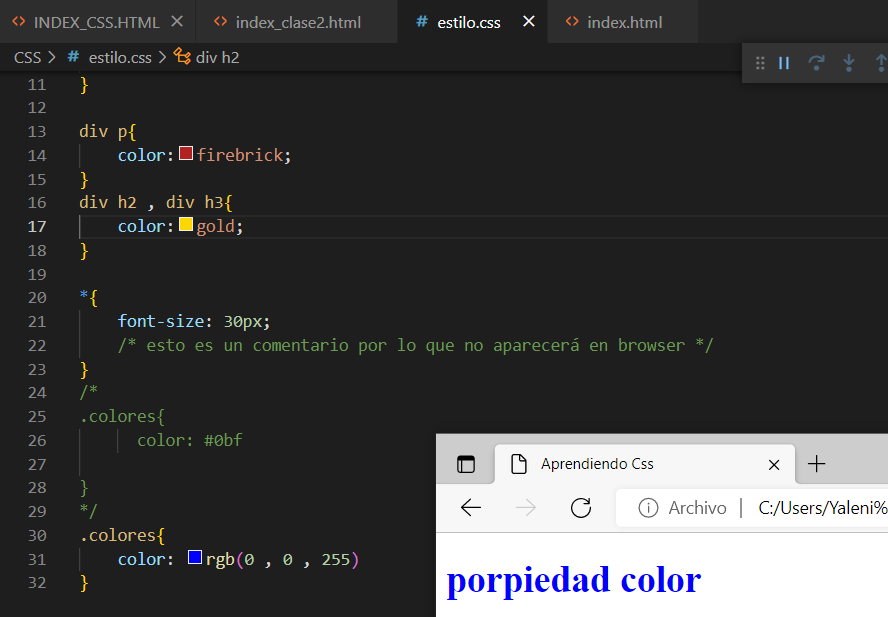 INDEX_CSS.HTML index_clase2.html # estilo.css index.html
CSS > # estilo.css > div h2
11 }
12
13 div p{
14 color: firebrick;
15 }
16 div h2 , div h3{
17 color: gold;
18 }
19
20 *{
21 font-size: 30px;
22 /* esto es un comentario por lo que no aparecerá en browser */
23 }
24 /*
25 .colores{
26 color: #0bf
27
28 }
29 */
30 .colores{
31 color: rgb(0 , 0 , 255)
32 }
Aprendiendo Css
Archivo | C:/Users/Yaleni%
porpiedad color